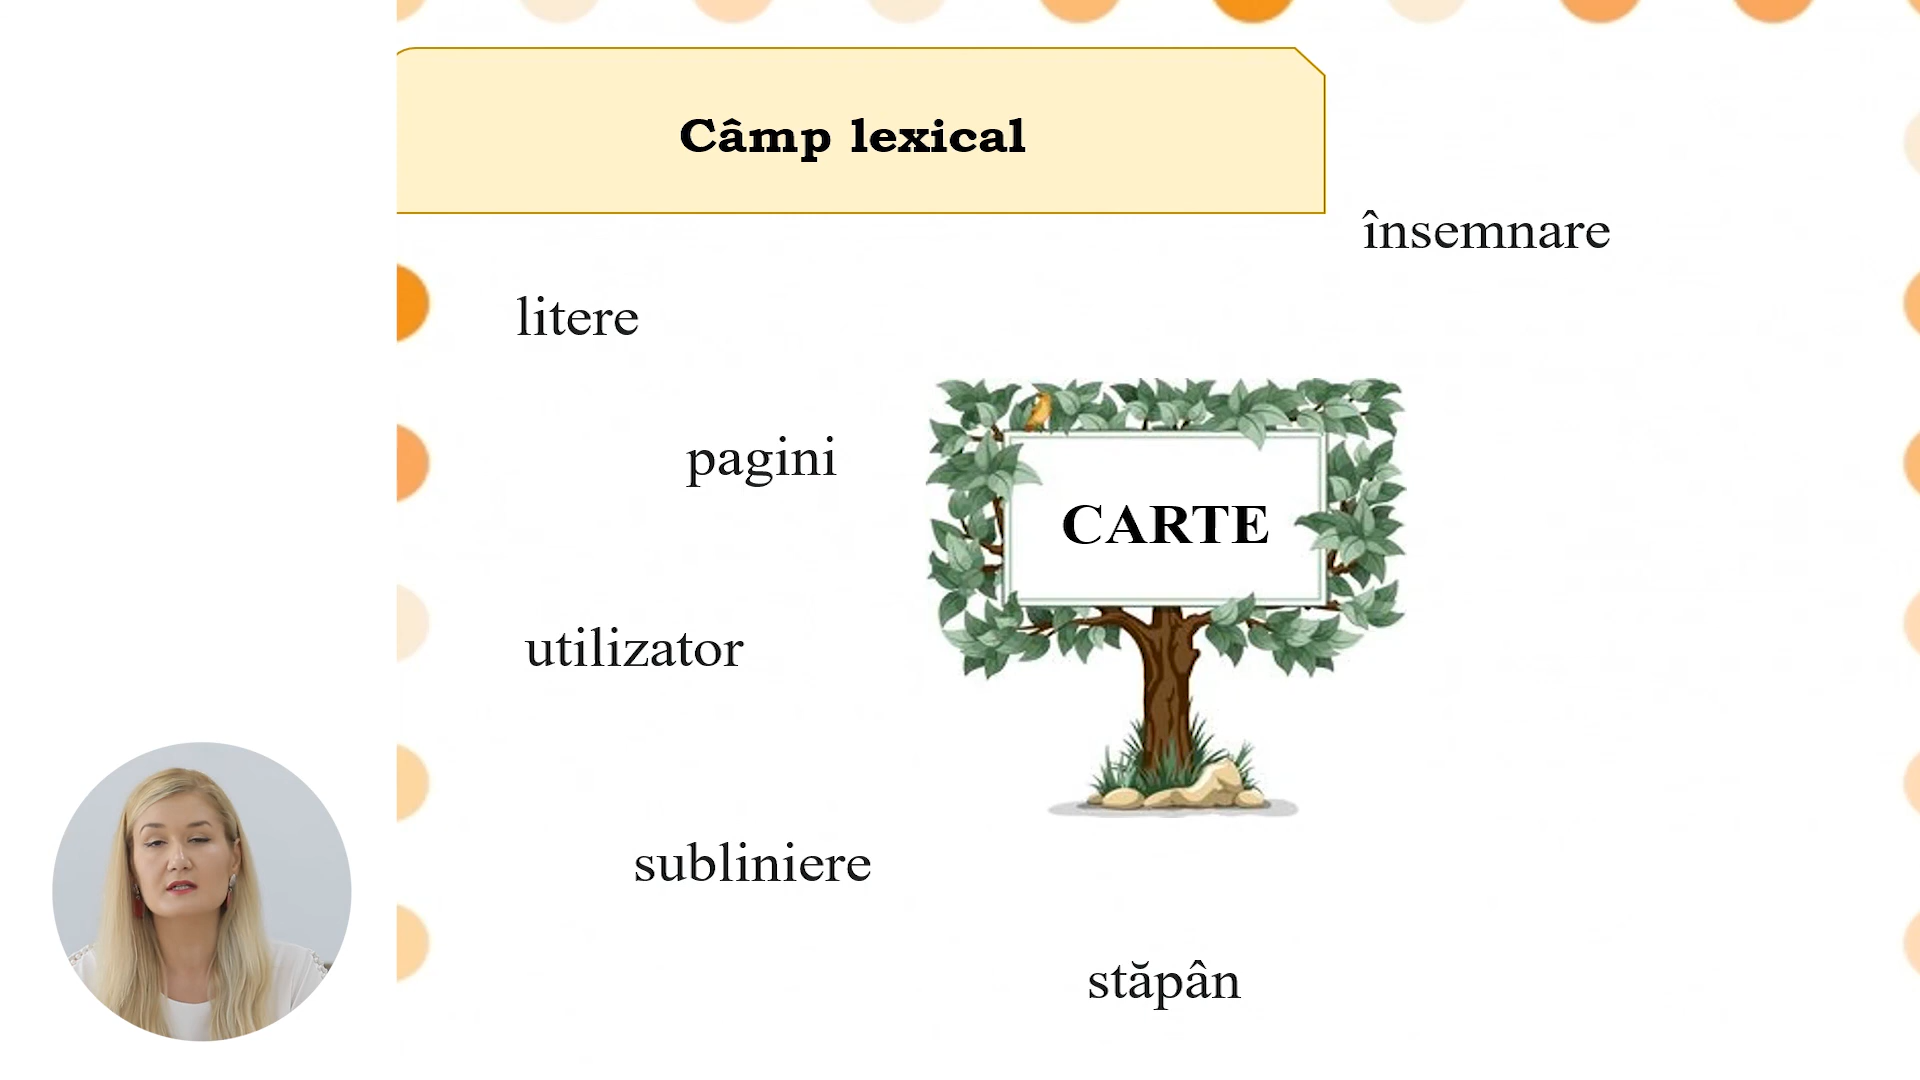 Câmp lexical
însemnare
litere
pagini
CARTE
utilizator
subliniere
stăpân